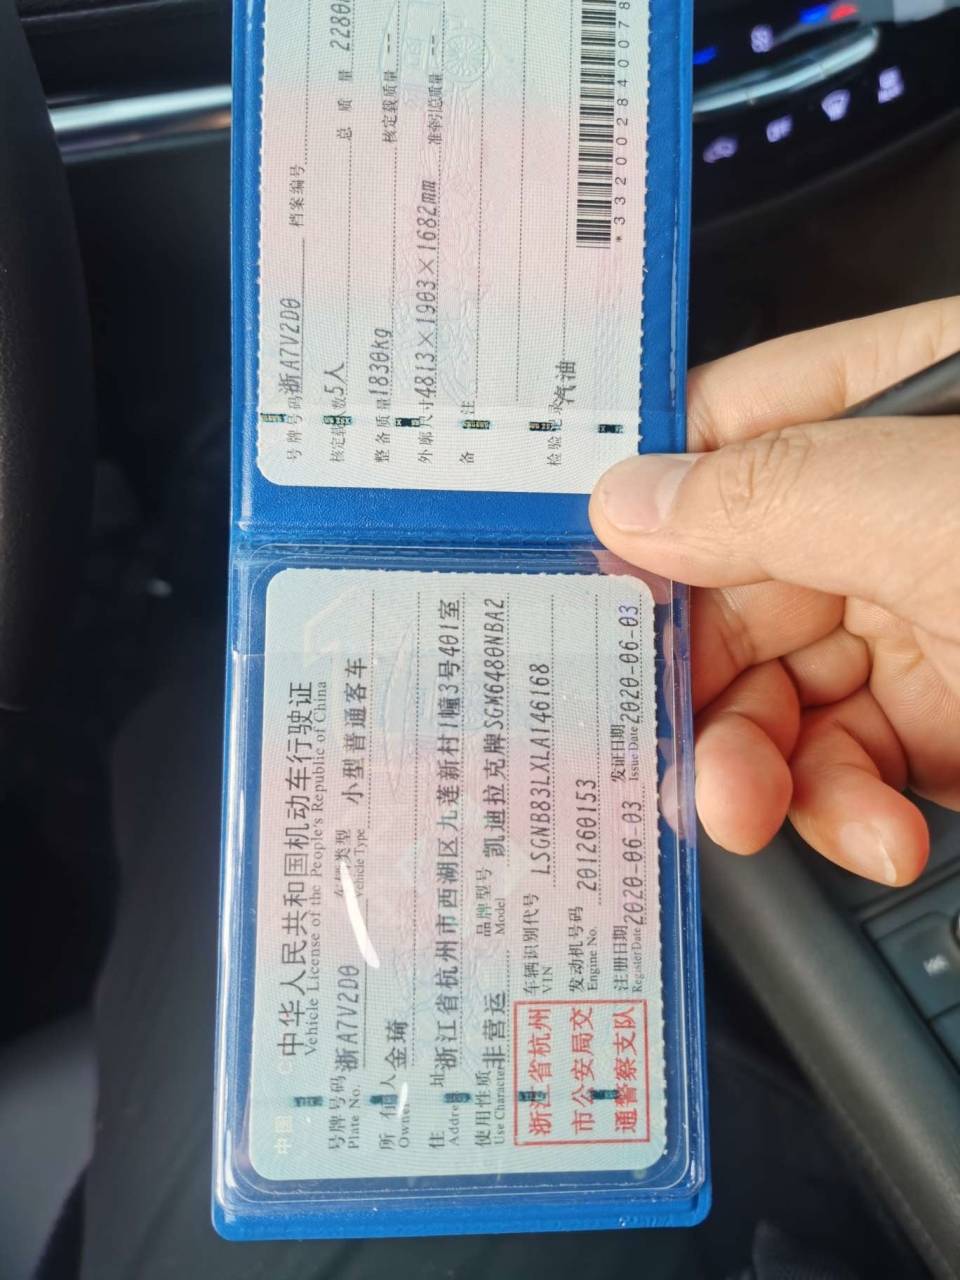 中华人民共和国机动车行驶证
Vehicle License of the People's Republic of China
号牌号码 浙A7V2D0 车辆类型 小型普通客车
Plate No. Vehicle Type
所有人 金琦
Owner
住址 浙江省杭州市西湖区九莲新村1幢3号401室
Address
使用性质 非营运 品牌型号 凯迪拉克牌SGM6480NBA2
Use Character Model
浙江省杭州
市公安局交
通警察支队
车辆识别代号 LSGNB83LXLA146168
VIN
发动机号码 201260153
Engine No.
注册日期 2020-06-03 发证日期 2020-06-03
Register Date Issue Date
号牌号码 浙A7V2D0 档案编号
核定载人数 5人 总质量
整备质量 1830kg 核定载质量 --
外廓尺寸 4813×1903×1682mm 准牵引总质量 --
备注
检验记录 汽油